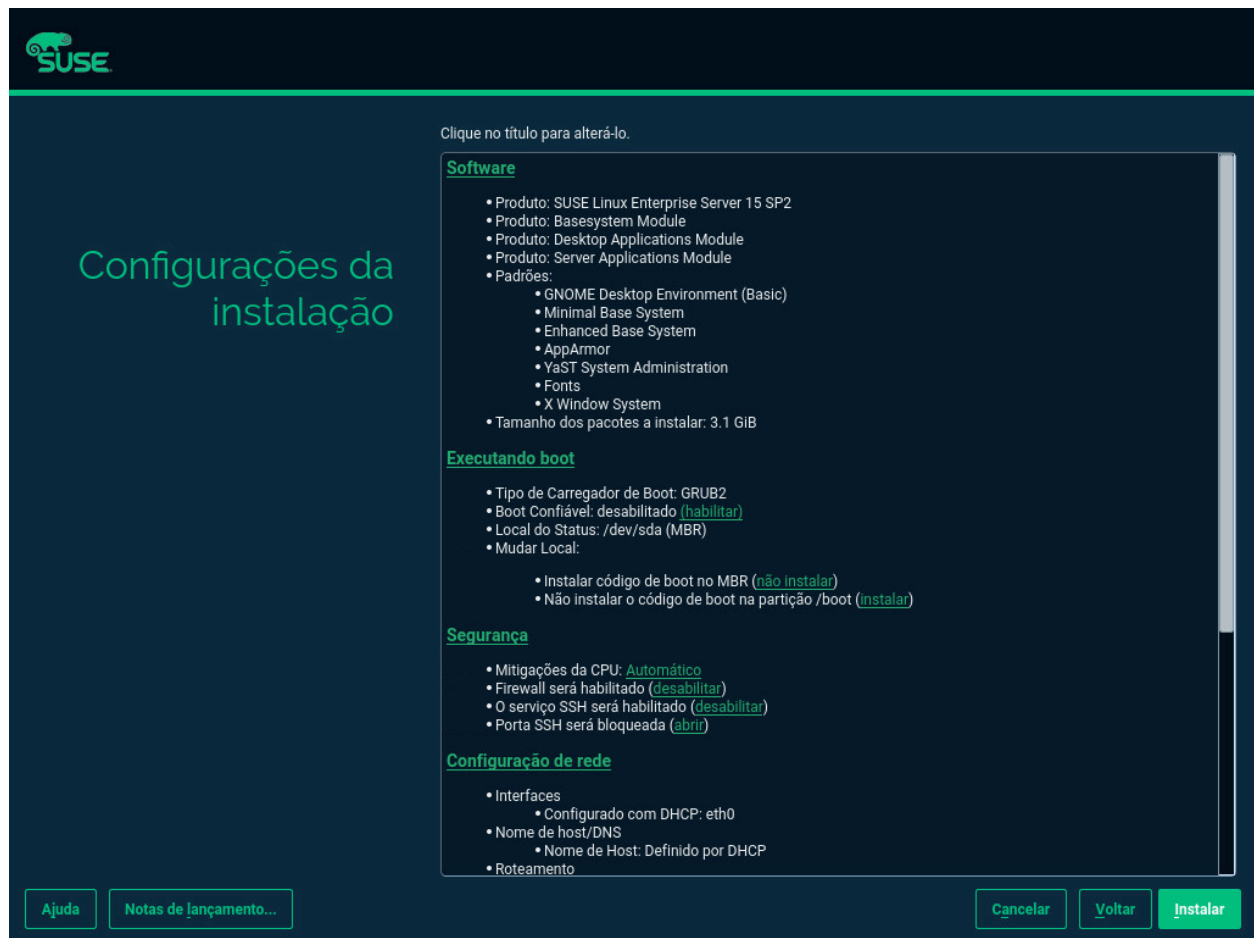 SUSE
Clique no título para alterá-lo.
Configurações da
instalação
Software
• Produto: SUSE Linux Enterprise Server 15 SP2
• Produto: Basesystem Module
• Produto: Desktop Applications Module
• Produto: Server Applications Module
• Padrões:
• GNOME Desktop Environment (Basic)
• Minimal Base System
• Enhanced Base System
• AppArmor
• YaST System Administration
• Fonts
• X Window System
• Tamanho dos pacotes a instalar: 3.1 GiB
Executando boot
• Tipo de Carregador de Boot: GRUB2
• Boot Confiável: desabilitado (habilitar)
• Local do Status: /dev/sda (MBR)
• Mudar Local:
• Instalar código de boot no MBR (não instalar)
• Não instalar o código de boot na partição /boot (instalar)
Segurança
• Mitigações da CPU: Automático
• Firewall será habilitado (desabilitar)
• O serviço SSH será habilitado (desabilitar)
• Porta SSH será bloqueada (abrir)
Configuração de rede
• Interfaces
• Configurado com DHCP: eth0
• Nome de host/DNS
• Nome de Host: Definido por DHCP
• Roteamento
Ajuda Notas de lançamento... Cancelar Voltar Instalar